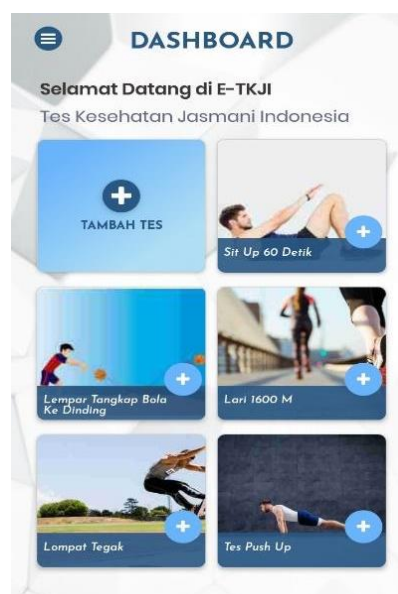 DASHBOARD
Selamat Datang di E-TKJI
Tes Kesehatan Jasmani Indonesia
TAMBAH TES
Sit Up 60 Detik
Lempar Tangkap Bola
Ke Dinding
Lari 1600 M
Lompat Tegak
Tes Push Up